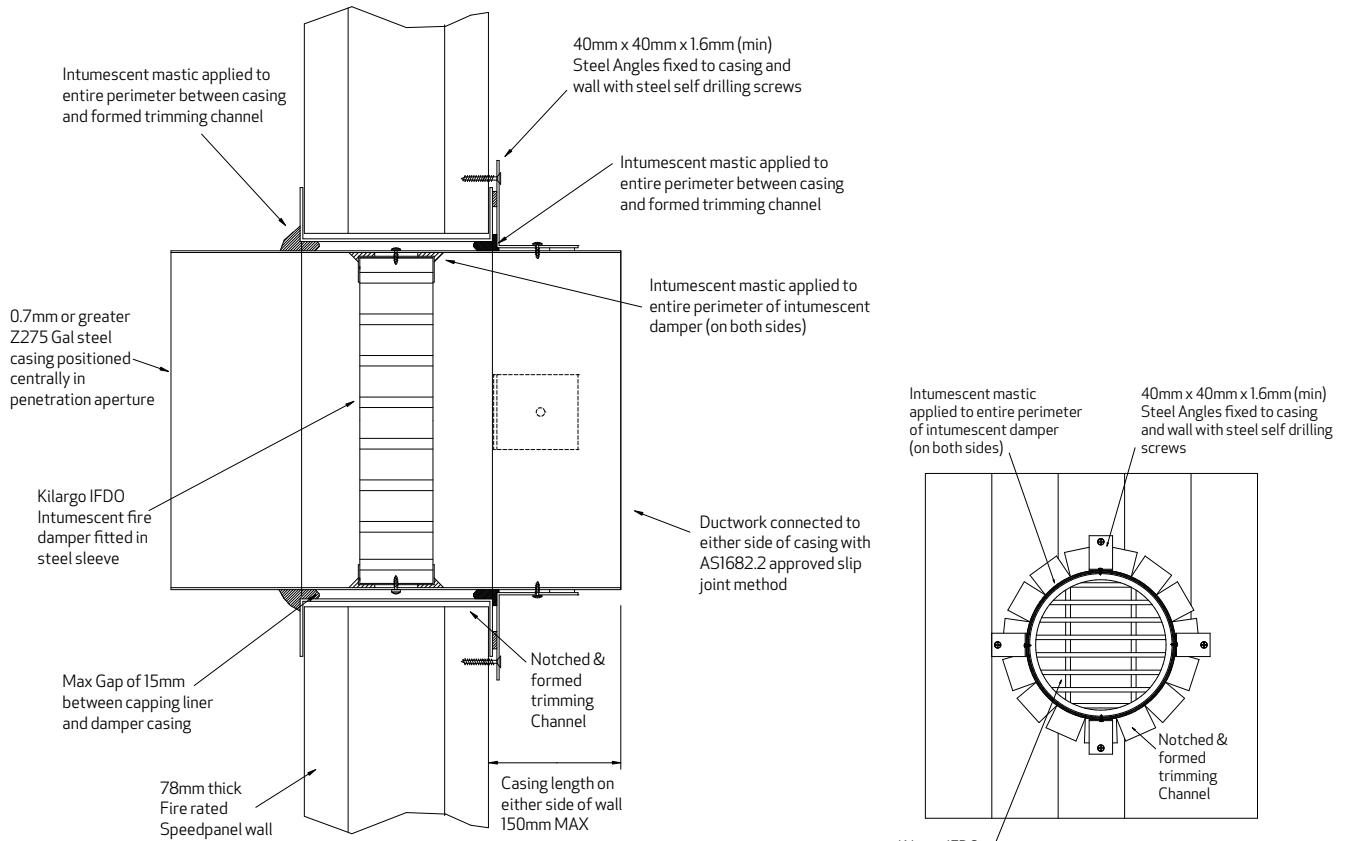 Intumescent mastic applied to
entire perimeter between casing
and formed trimming channel
40mm x 40mm x 1.6mm (min)
Steel Angles fixed to casing and
wall with steel self drilling screws
Intumescent mastic applied to
entire perimeter between casing
and formed trimming channel
Intumescent mastic applied to
entire perimeter of intumescent
damper (on both sides)
0.7mm or greater
Z275 Gal steel
casing positioned
centrally in
penetration aperture
Kilargo IFDO
Intumescent fire
damper fitted in
steel sleeve
Ductwork connected to
either side of casing with
AS1682.2 approved slip
joint method
Max Gap of 15mm
between capping liner
and damper casing
Notched &
formed
trimming
Channel
78mm thick
Fire rated
Speedpanel wall
Casing length on
either side of wall
150mm MAX
Intumescent mastic
applied to entire perimeter
of intumescent damper
(on both sides)
40mm x 40mm x 1.6mm (min)
Steel Angles fixed to casing
and wall with steel self drilling
screws
Notched &
formed
trimming
Channel